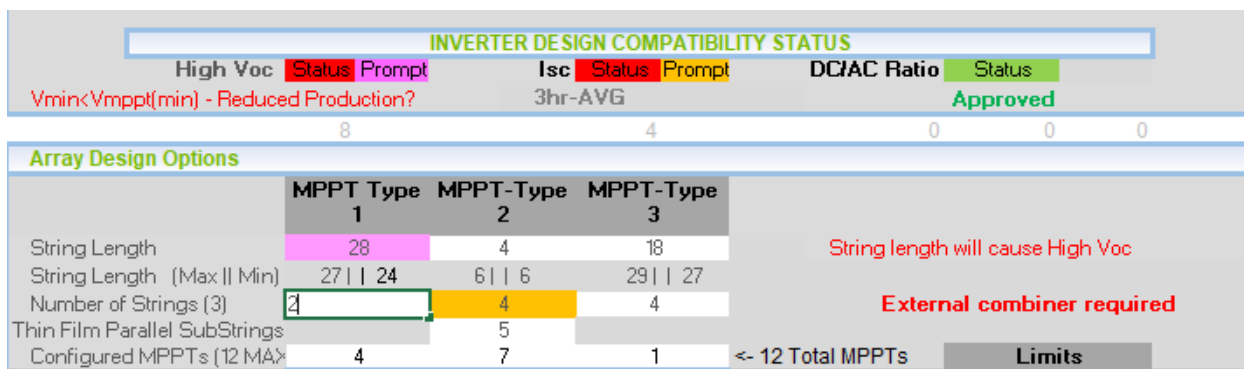 INVERTER DESIGN COMPATIBILITY STATUS
High Voc Status Prompt Isc Status Prompt DC/AC Ratio Status
Vmin<Vmppt(min) - Reduced Production? 3hr-AVG Approved
8 4 0 0 0
Array Design Options
MPPT Type 1 MPPT-Type 2 MPPT-Type 3
String Length 28 4 18 String length will cause High Voc
String Length (Max || Min) 27 || 24 6 || 6 29 || 27
Number of Strings (3) 2 4 4 External combiner required
Thin Film Parallel SubStrings 5
Configured MPPTs (12 MAX 4 7 1 <- 12 Total MPPTs Limits